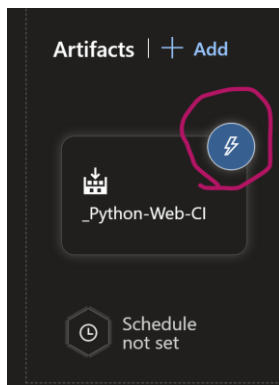 Artifacts | + Add
_Python-Web-CI
Schedule
not set